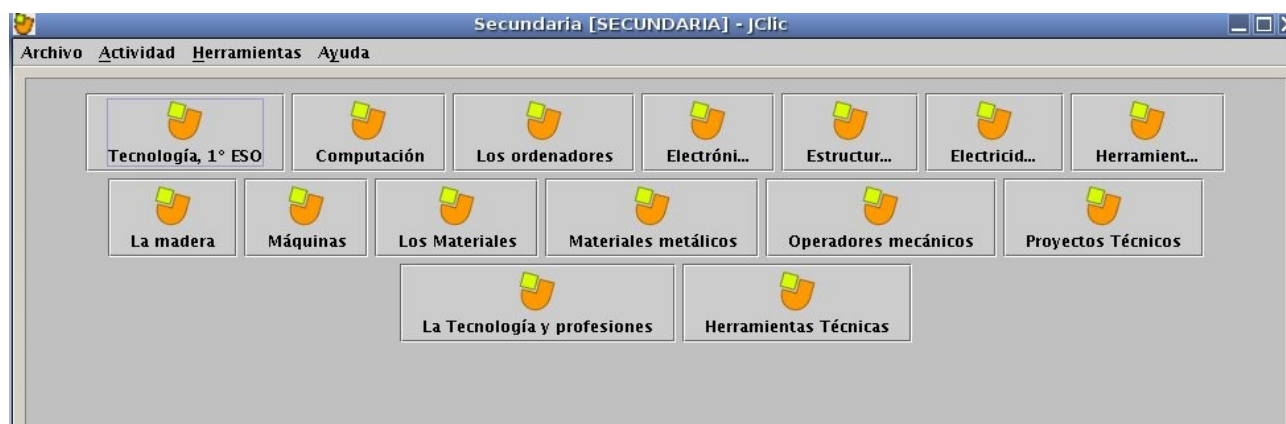 Secundaria [SECUNDARIA] - JClic
Archivo Actividad Herramientas Ayuda
Tecnología, 1° ESO Computación Los ordenadores Electróni... Estructur... Electricid... Herramient...
La madera Máquinas Los Materiales Materiales metálicos Operadores mecánicos Proyectos Técnicos
La Tecnología y profesiones Herramientas Técnicas